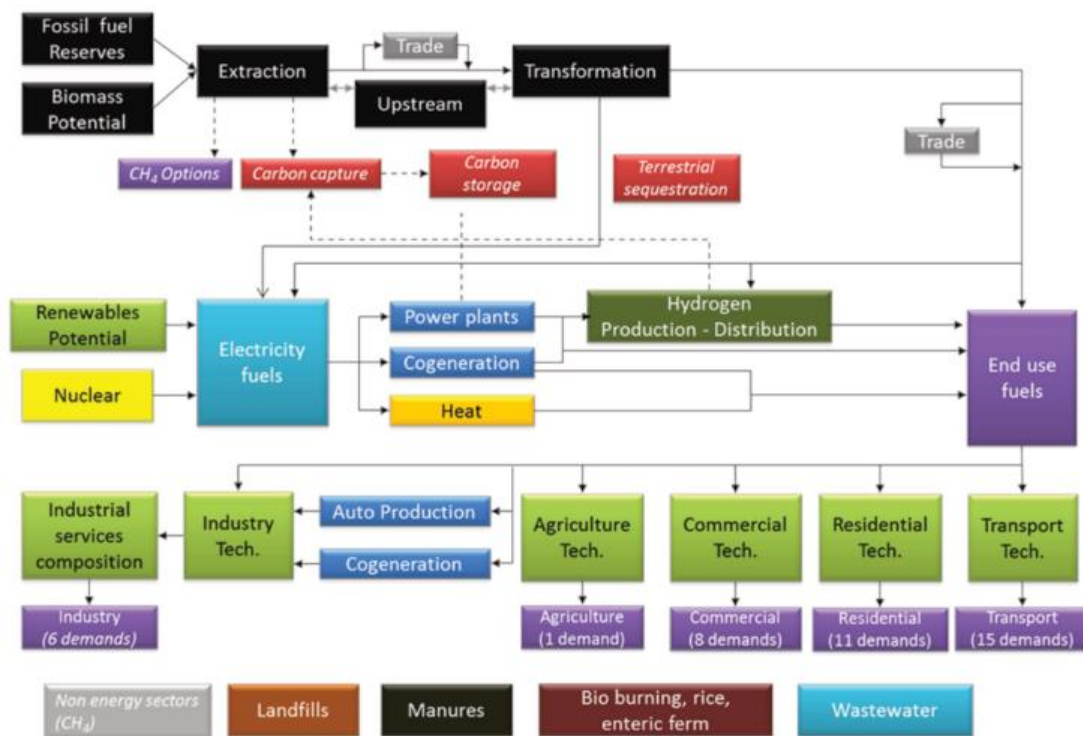 Fossil fuel
Reserves
Trade
Extraction
Transformation
Biomass
Potential
Upstream
Trade
CH₄ Options
Carbon capture
Carbon
storage
Terrestrial
sequestration
Renewables
Potential
Nuclear
Electricity
fuels
Power plants
Cogeneration
Heat
Hydrogen
Production - Distribution
End use
fuels
Industrial
services
composition
Industry
Tech.
Auto Production
Cogeneration
Agriculture
Tech.
Commercial
Tech.
Residential
Tech.
Transport
Tech.
Industry
(6 demands)
Agriculture
(1 demand)
Commercial
(8 demands)
Residential
(11 demands)
Transport
(15 demands)
Non energy sectors
(CH₄)
Landfills
Manures
Bio burning, rice,
enteric ferm
Wastewater